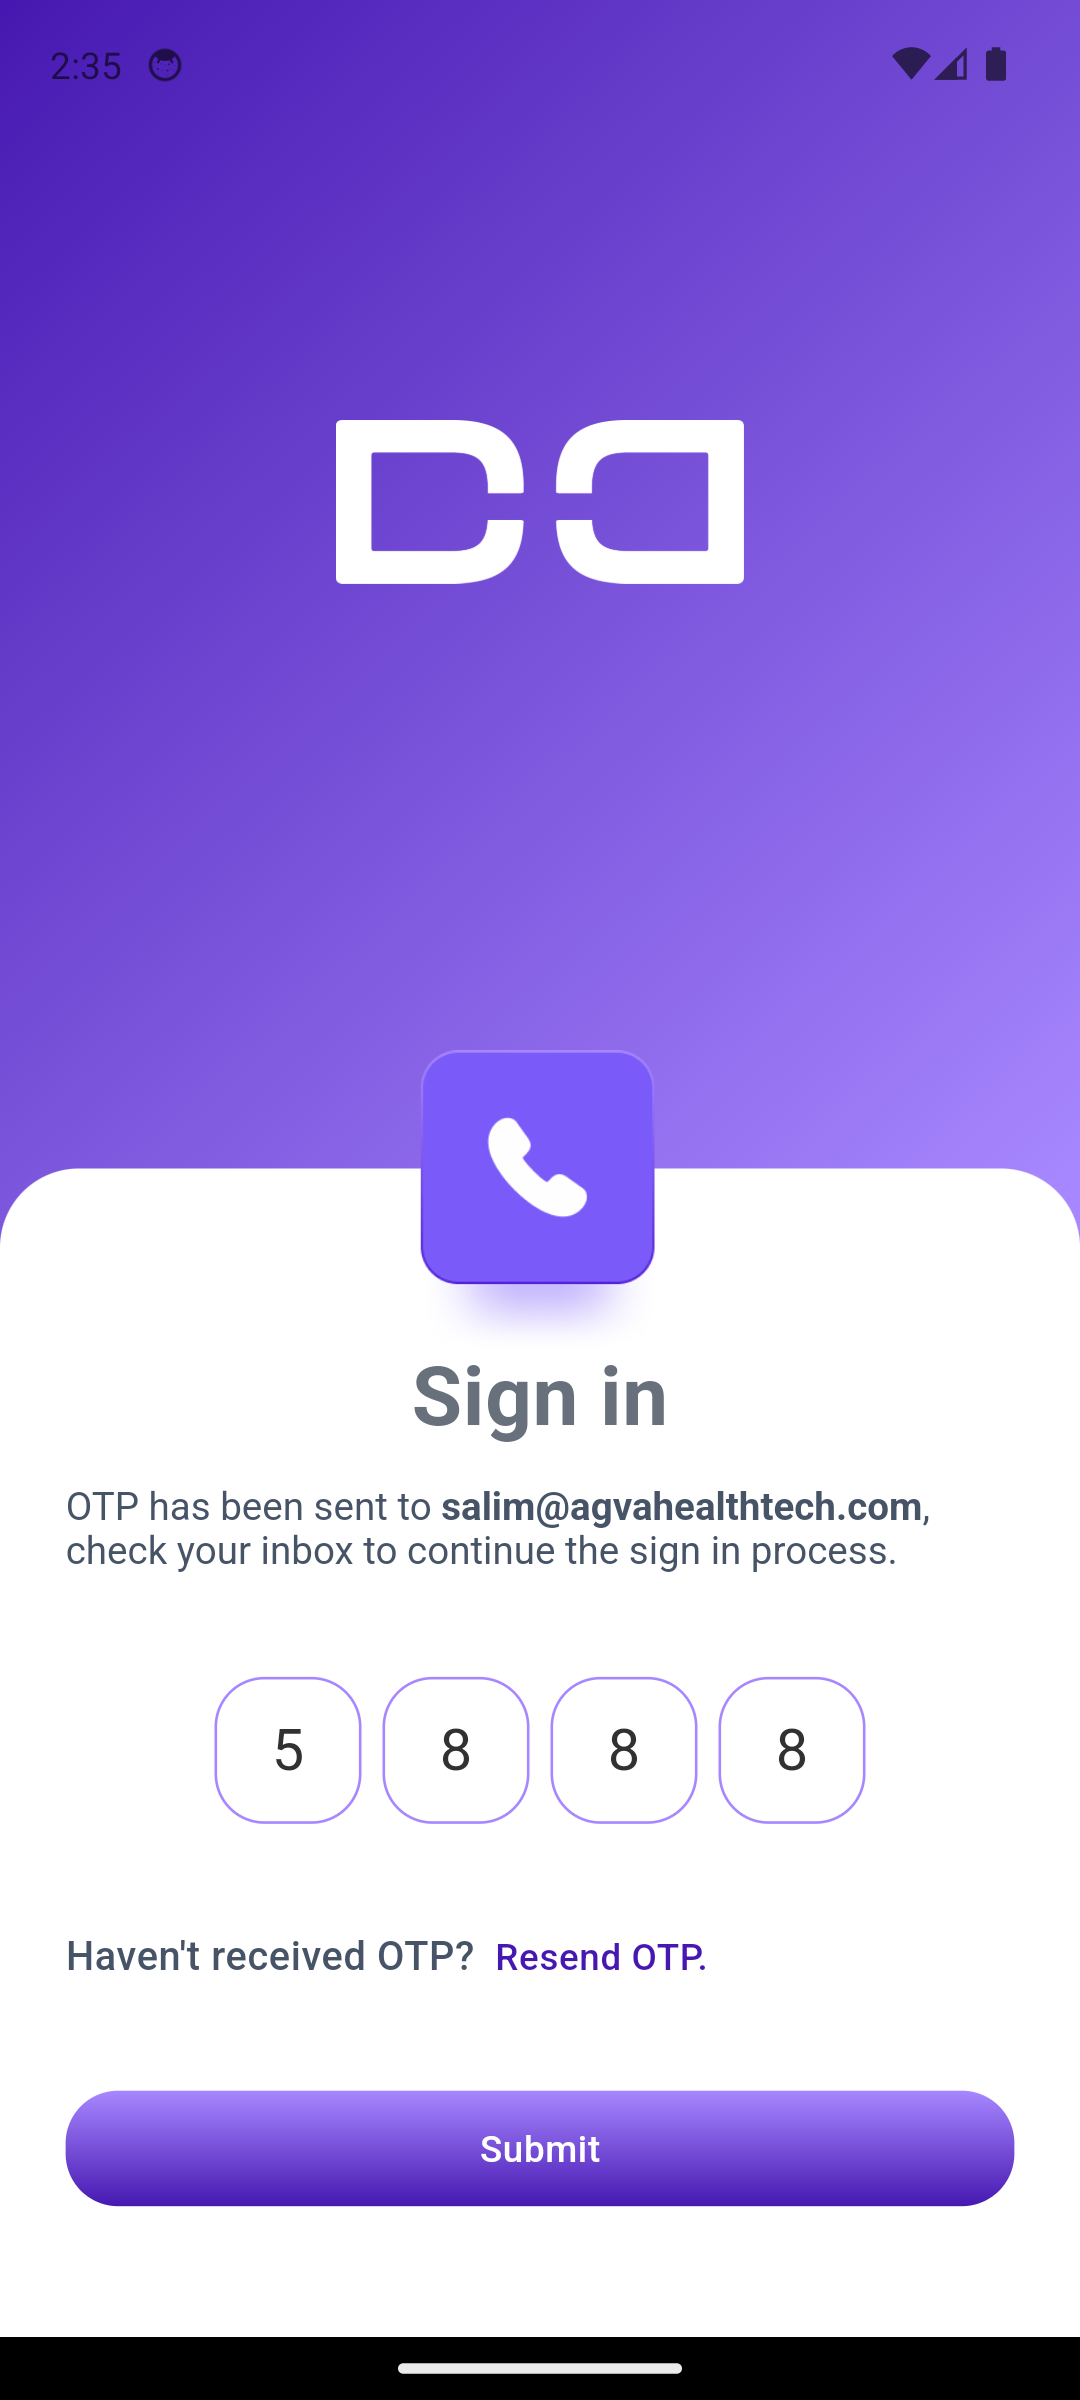 2:35
Sign in
OTP has been sent to salim@agvahealthtech.com,
check your inbox to continue the sign in process.
5 8 8 8
Haven't received OTP? Resend OTP.
Submit